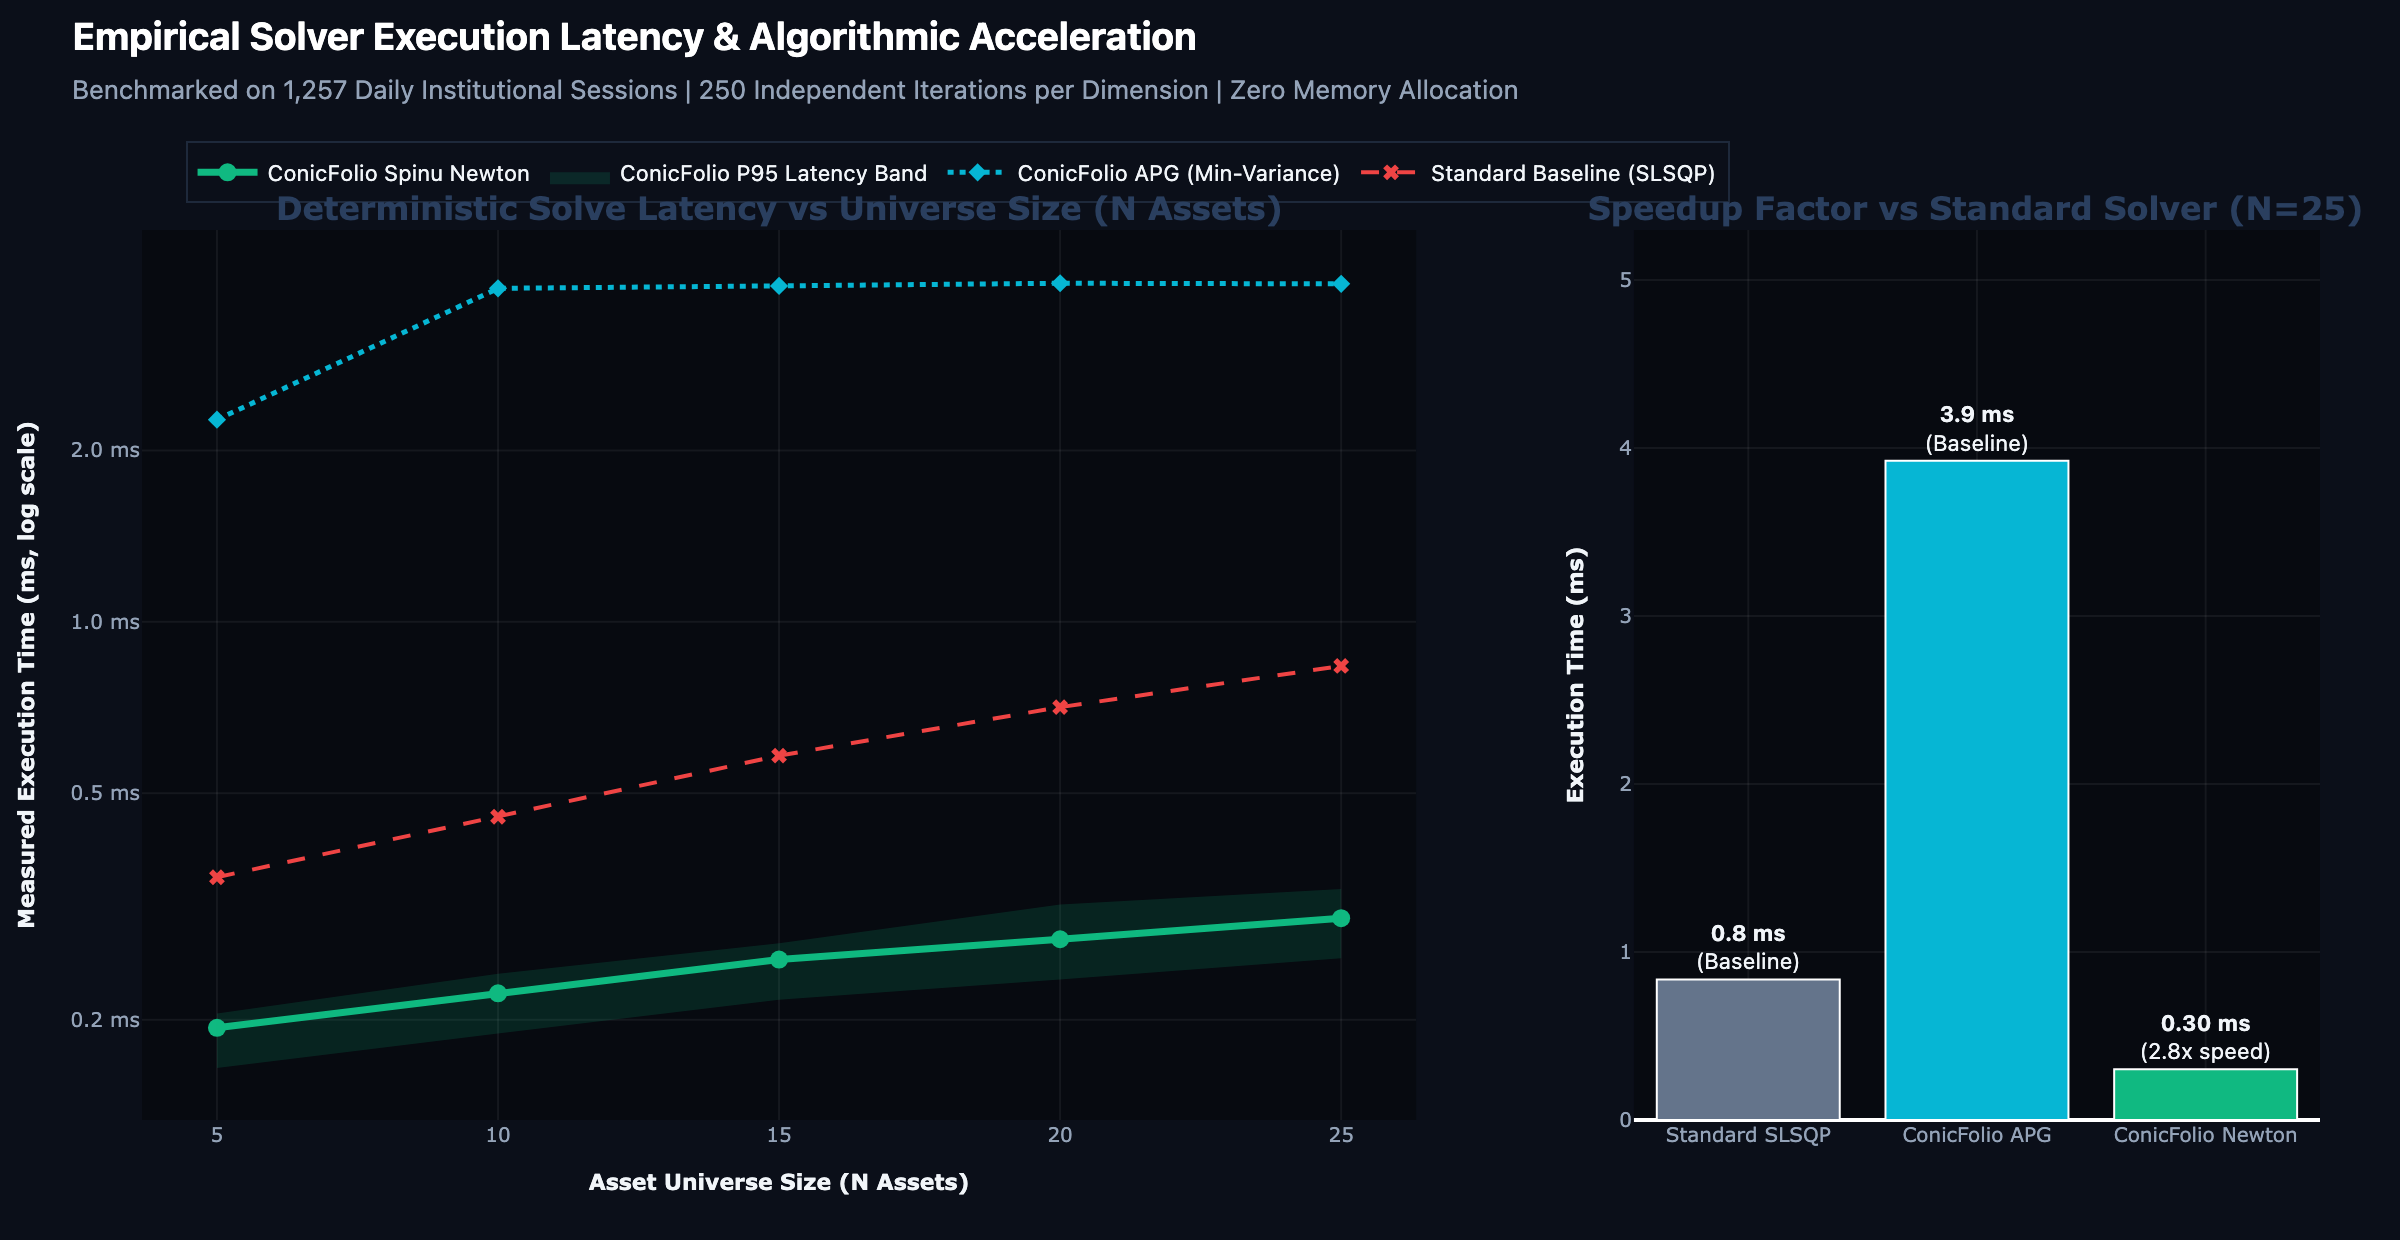 Empirical Solver Execution Latency & Algorithmic Acceleration
Benchmarked on 1,257 Daily Institutional Sessions | 250 Independent Iterations per Dimension | Zero Memory Allocation
ConicFolio Spinu Newton
ConicFolio P95 Latency Band
ConicFolio APG (Min-Variance)
Standard Baseline (SLSQP)
Deterministic Solve Latency vs Universe Size (N Assets)
Measured Execution Time (ms, log scale)
2.0 ms
1.0 ms
0.5 ms
0.2 ms
5
10
15
20
25
Asset Universe Size (N Assets)
Speedup Factor vs Standard Solver (N=25)
Execution Time (ms)
5
4
3
2
1
0
0.8 ms
(Baseline)
3.9 ms
(Baseline)
0.30 ms
(2.8x speed)
Standard SLSQP
ConicFolio APG
ConicFolio Newton